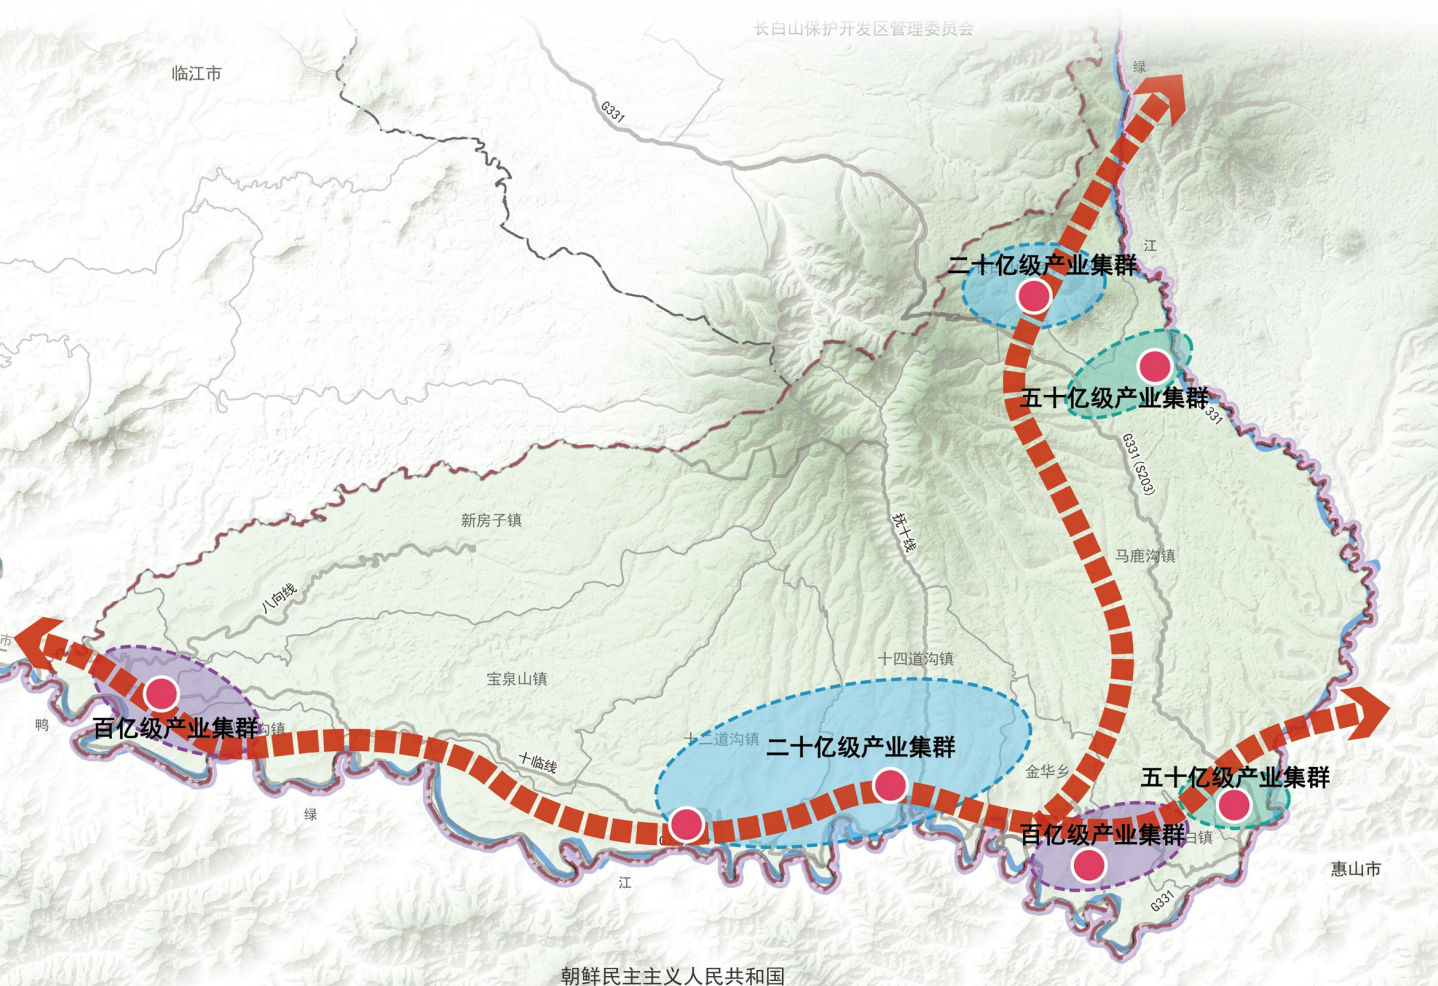 长白山保护开发区管理委员会
临江市
绿
G331
江
二十亿级产业集群
五十亿级产业集群
331
G331(S203)
新房子镇
抚十线
马鹿沟镇
八向线
市
十四道沟镇
宝泉山镇
鸭
百亿级产业集群
沟镇
十二道沟镇
二十亿级产业集群
十临线
金华乡
五十亿级产业集群
绿
百亿级产业集群
白镇
惠山市
江
G331
朝鲜民主主义人民共和国